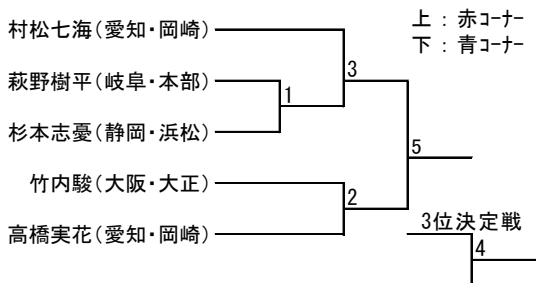 村松七海(愛知・岡崎)
上 : 赤ｺｰﾅｰ
下 : 青ｺｰﾅｰ
3
萩野樹平(岐阜・本部)
1
杉本志憂(静岡・浜松)
5
竹内駿(大阪・大正)
2
高橋実花(愛知・岡崎)
3位決定戦
4